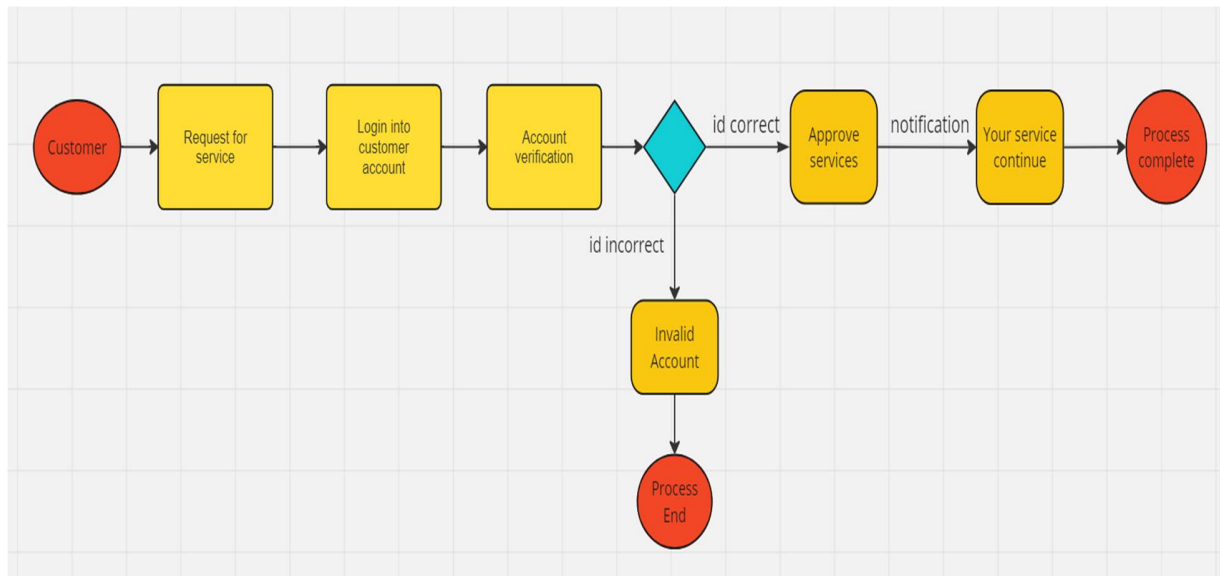 Customer
Request for
service
Login into
customer
account
Account
verification
id correct
Approve
services
notification
Your service
continue
Process
complete
id incorrect
Invalid
Account
Process
End